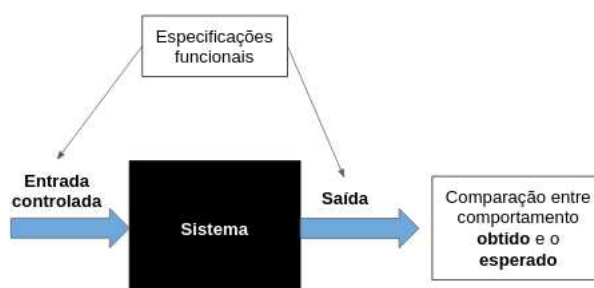 Especificações
funcionais
Entrada
controlada
Sistema
Saída
Comparação entre
comportamento
obtido e o
esperado